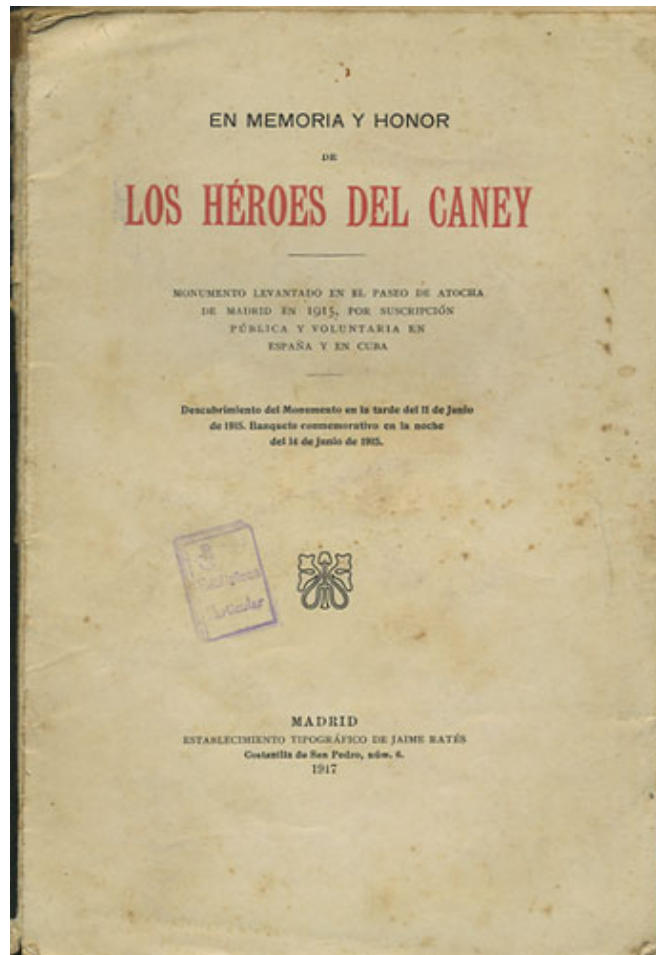 EN MEMORIA Y HONOR
DE
LOS HÉROES DEL CANEY
MONUMENTO LEVANTADO EN EL PASEO DE ATOCHA
DE MADRID EN 1915, POR SUSCRIPCIÓN
PÚBLICA Y VOLUNTARIA EN
ESPAÑA Y EN CUBA
Descubrimiento del Monumento en la tarde del 11 de Junio
de 1915. Banquete conmemorativo en la noche
del 14 de Junio de 1915.
Particular
MADRID
ESTABLECIMIENTO TIPOGRÁFICO DE JAIME RATÉS
Costanilla de San Pedro, núm. 6.
1917